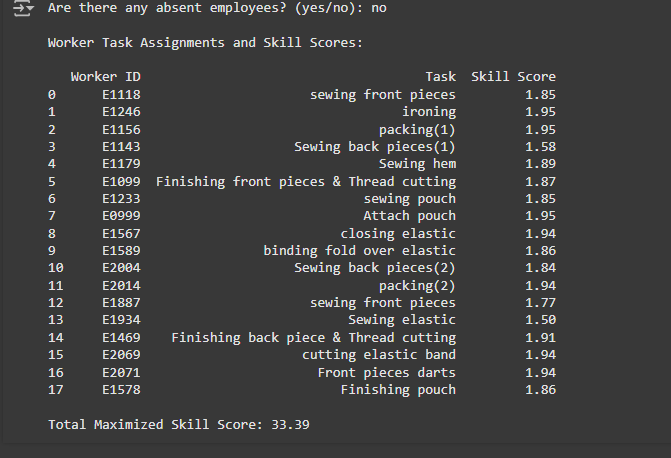 Are there any absent employees? (yes/no): no
Worker Task Assignments and Skill Scores:
Worker ID Task Skill Score
0 E1118 sewing front pieces 1.85
1 E1246 ironing 1.95
2 E1156 packing(1) 1.95
3 E1143 Sewing back pieces(1) 1.58
4 E1179 Sewing hem 1.89
5 E1099 Finishing front pieces & Thread cutting 1.87
6 E1233 sewing pouch 1.85
7 E0999 Attach pouch 1.95
8 E1567 closing elastic 1.94
9 E1589 binding fold over elastic 1.86
10 E2004 Sewing back pieces(2) 1.84
11 E2014 packing(2) 1.94
12 E1887 sewing front pieces 1.77
13 E1934 Sewing elastic 1.50
14 E1469 Finishing back piece & Thread cutting 1.91
15 E2069 cutting elastic band 1.94
16 E2071 Front pieces darts 1.94
17 E1578 Finishing pouch 1.86
Total Maximized Skill Score: 33.39